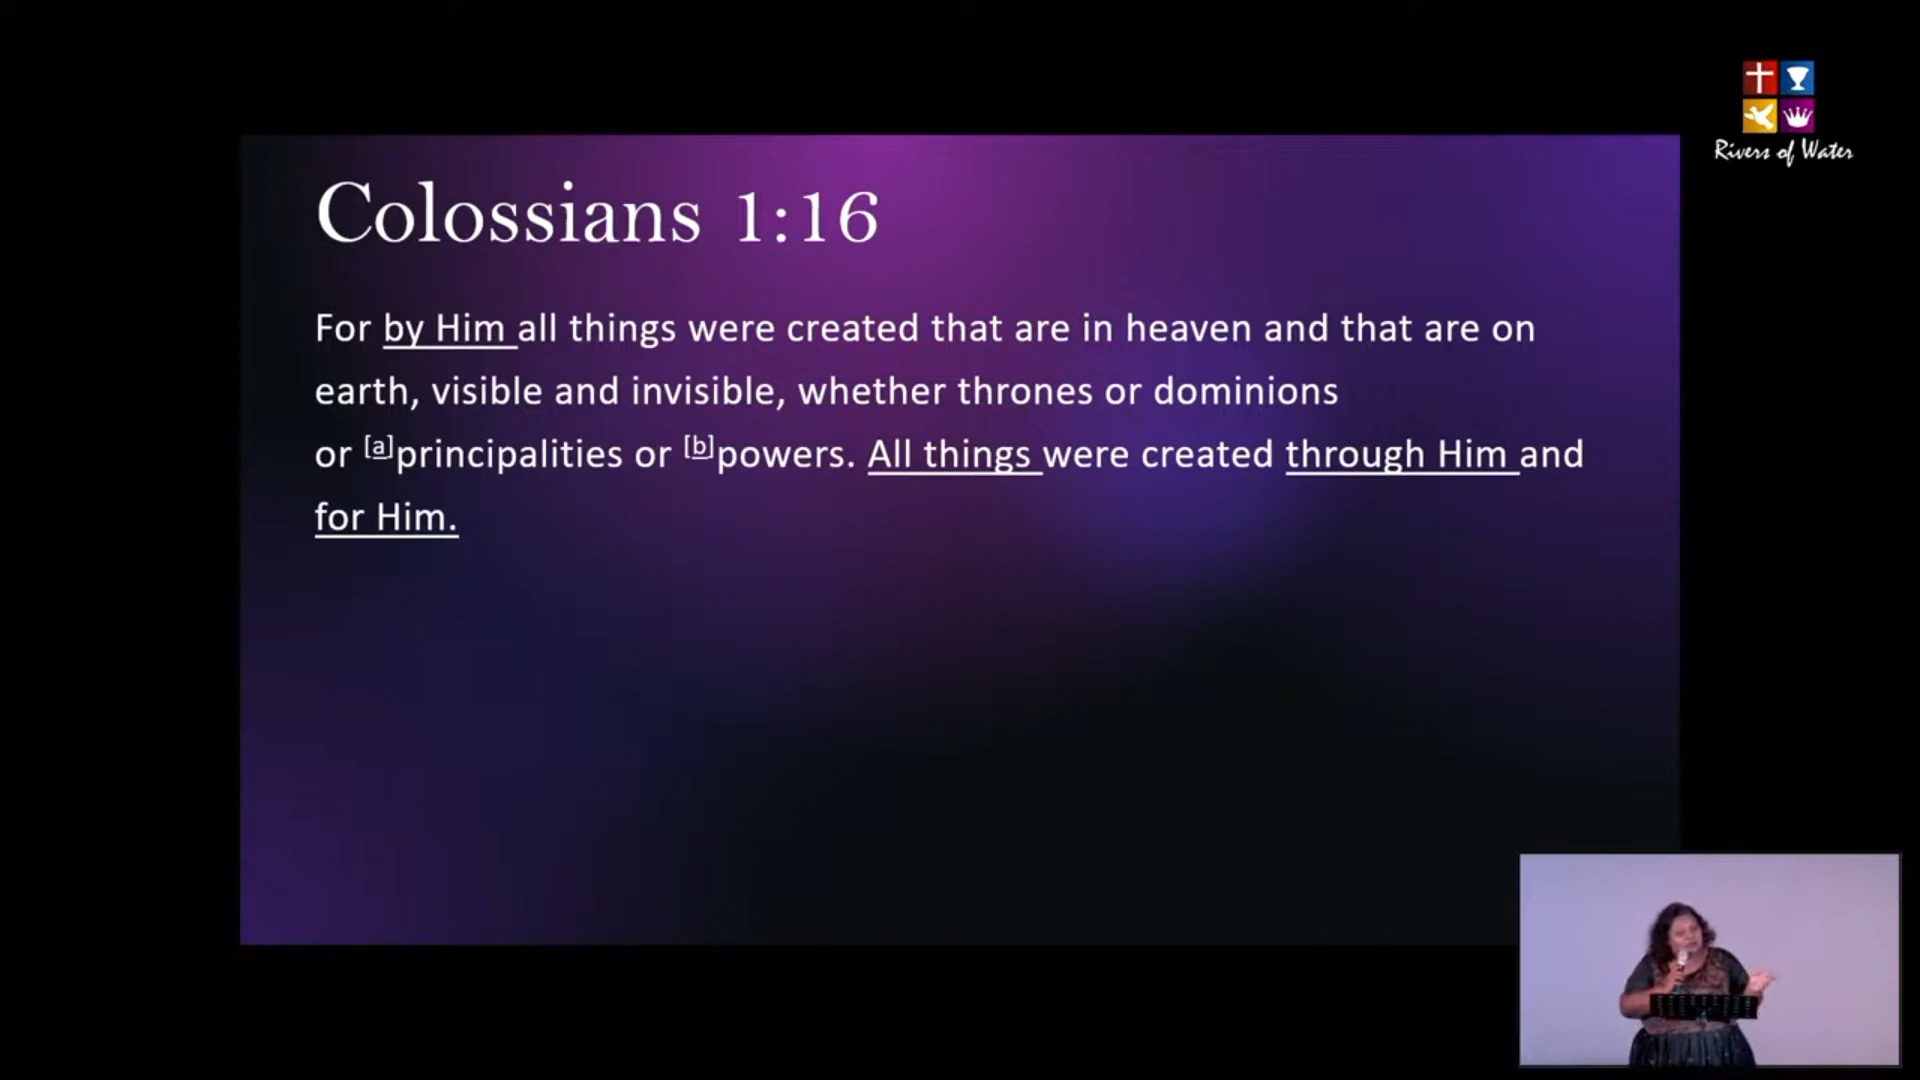 Rivers of Water
Colossians 1:16
For by Him all things were created that are in heaven and that are on
earth, visible and invisible, whether thrones or dominions
or [a]principalities or [b]powers. All things were created through Him and
for Him.